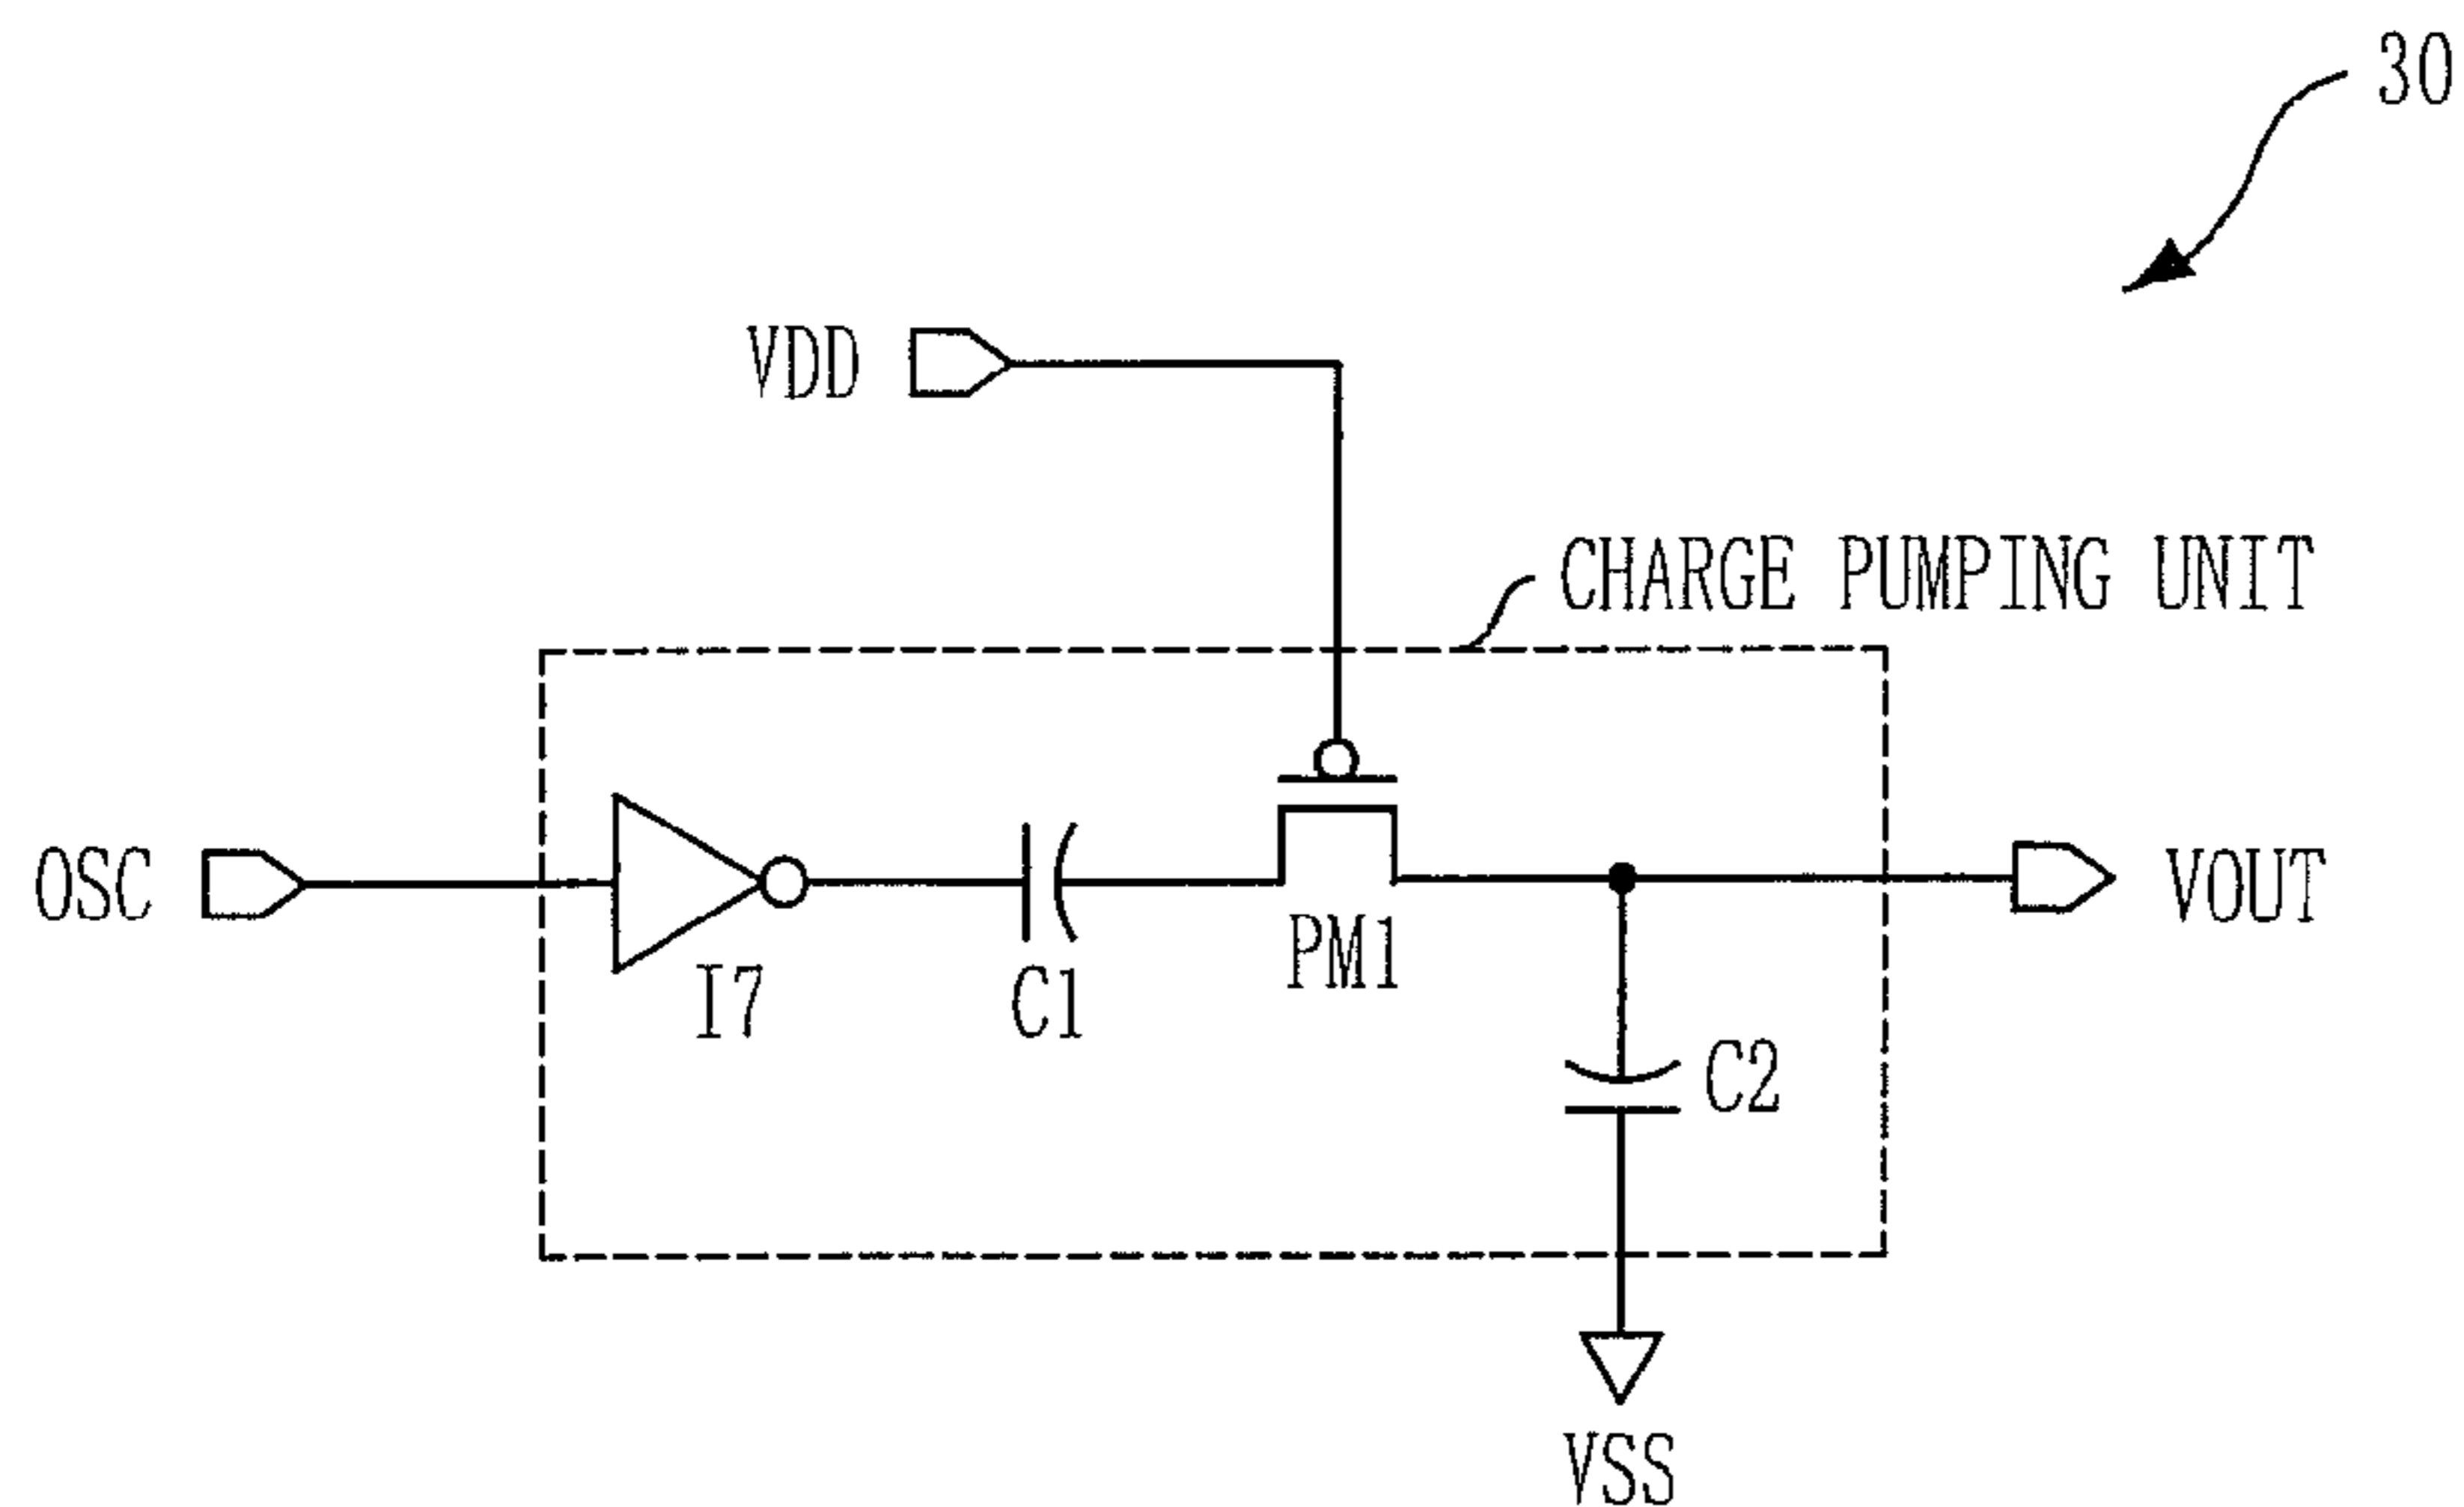 30
VDD
CHARGE PUMPING UNIT
OSC
I7
C1
PM1
VOUT
C2
VSS